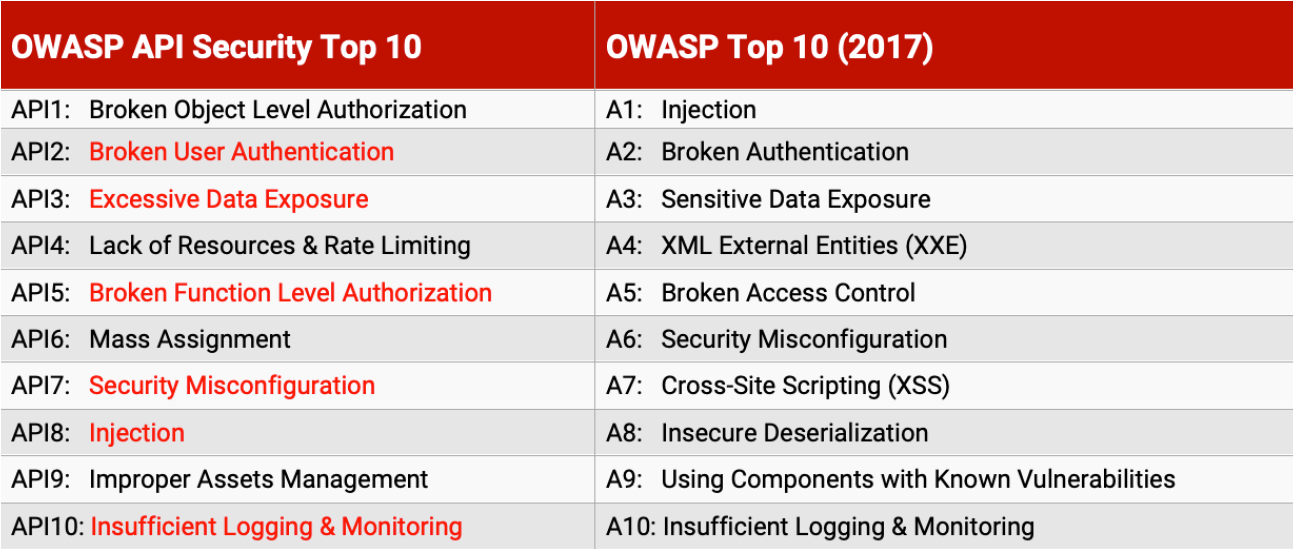 OWASP API Security Top 10 OWASP Top 10 (2017)
API1: Broken Object Level Authorization A1: Injection
API2: Broken User Authentication A2: Broken Authentication
API3: Excessive Data Exposure A3: Sensitive Data Exposure
API4: Lack of Resources & Rate Limiting A4: XML External Entities (XXE)
API5: Broken Function Level Authorization A5: Broken Access Control
API6: Mass Assignment A6: Security Misconfiguration
API7: Security Misconfiguration A7: Cross-Site Scripting (XSS)
API8: Injection A8: Insecure Deserialization
API9: Improper Assets Management A9: Using Components with Known Vulnerabilities
API10: Insufficient Logging & Monitoring A10: Insufficient Logging & Monitoring